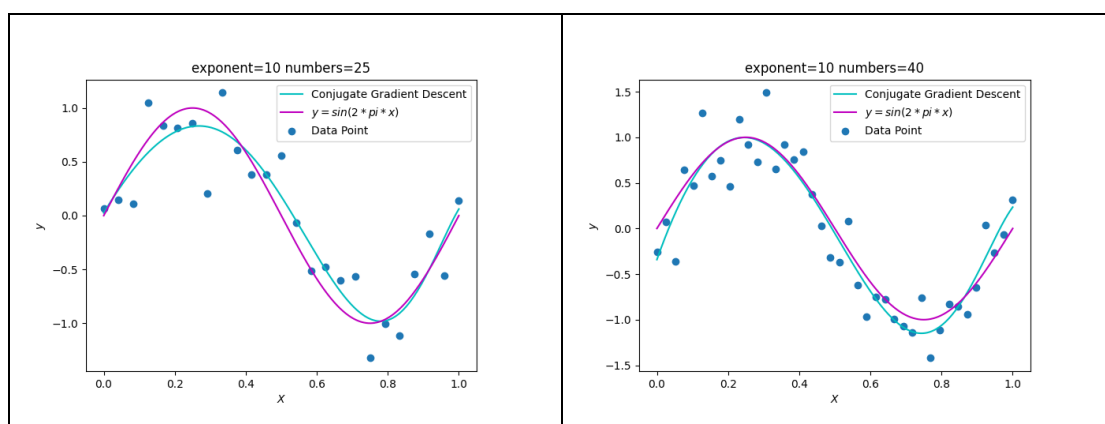 exponent=10 numbers=25
Conjugate Gradient Descent
y = sin(2 * pi * x)
Data Point
1.0
0.5
0.0
−0.5
−1.0
y
0.0 0.2 0.4 0.6 0.8 1.0
X
exponent=10 numbers=40
Conjugate Gradient Descent
y = sin(2 * pi * x)
Data Point
1.5
1.0
0.5
0.0
−0.5
−1.0
−1.5
y
0.0 0.2 0.4 0.6 0.8 1.0
X